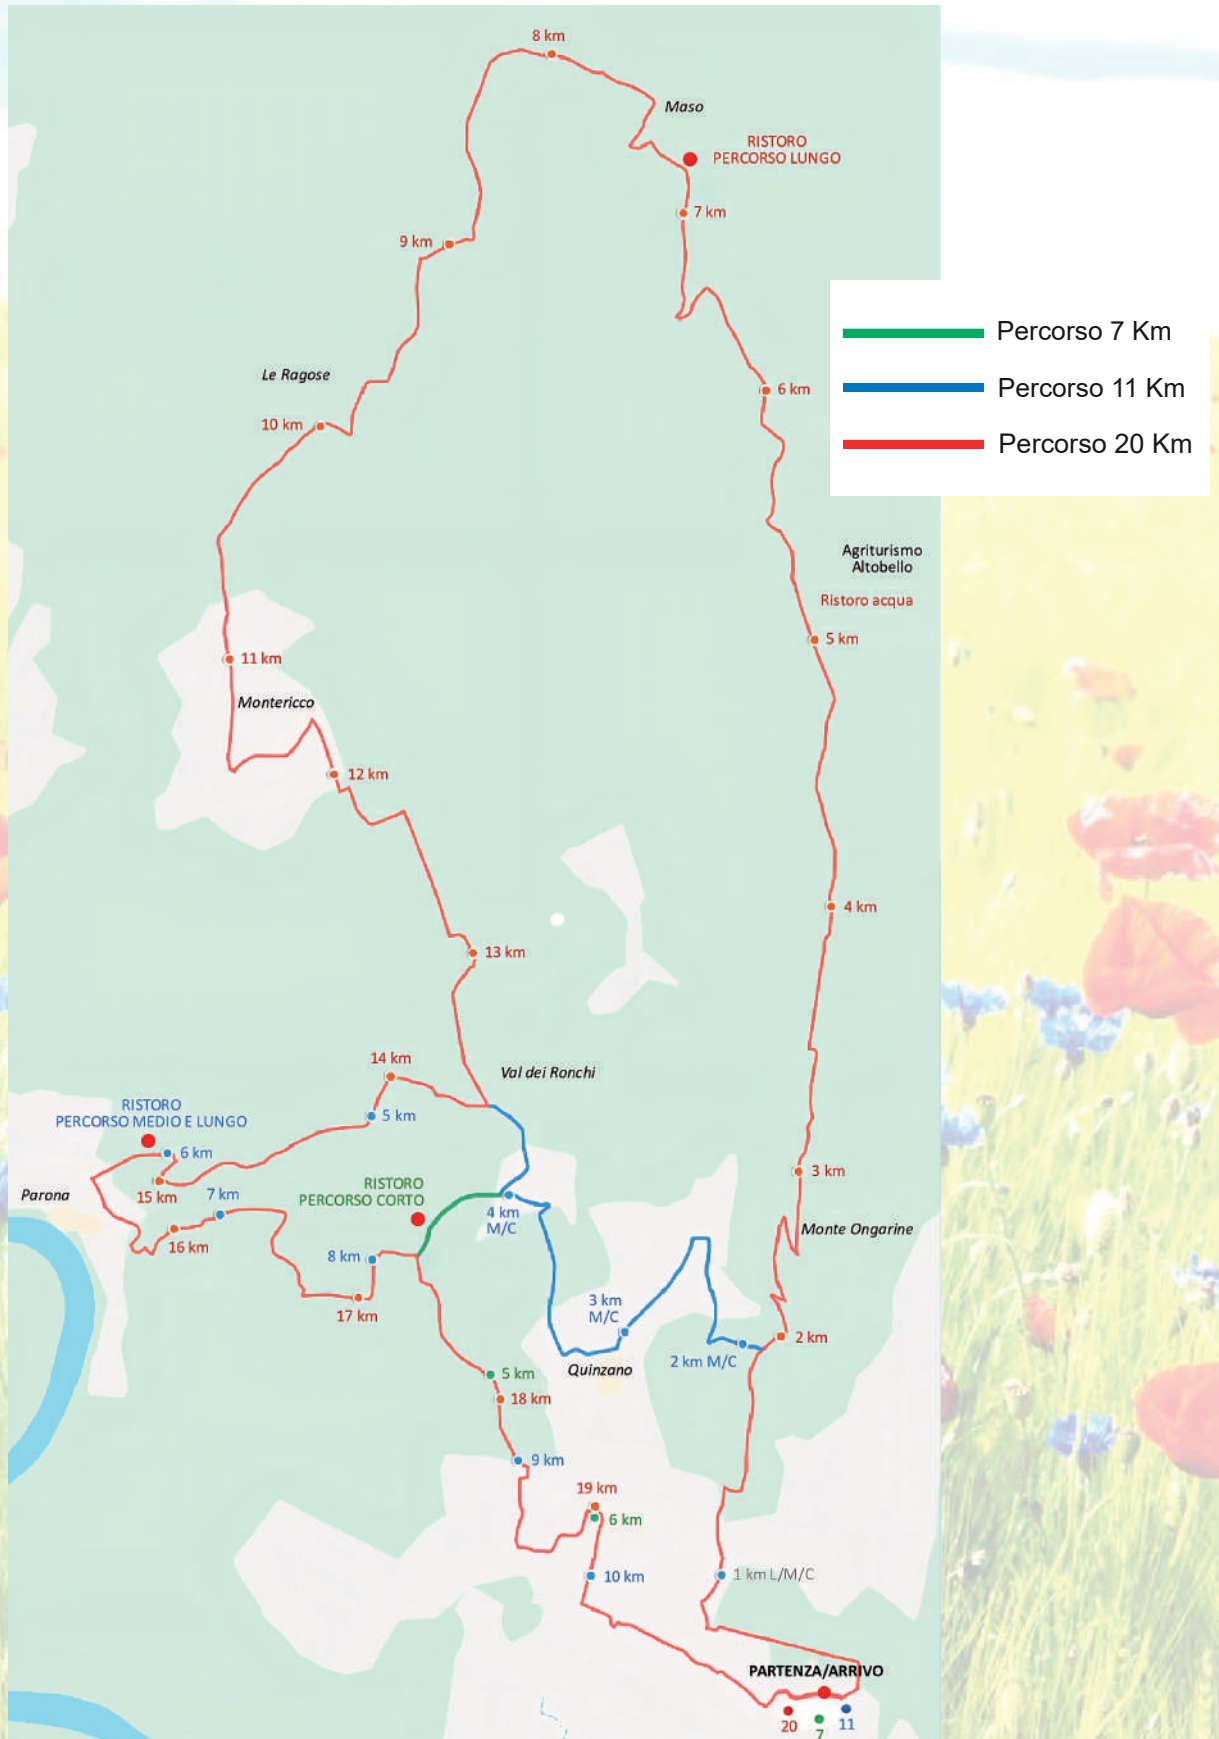 8 km
Maso
RISTORO
PERCORSO LUNGO
7 km
9 km
Percorso 7 Km
Percorso 11 Km
Percorso 20 Km
Le Ragose
6 km
10 km
Agriturismo
Altobello
Ristoro acqua
5 km
11 km
Montericco
12 km
4 km
13 km
14 km
Val dei Ronchi
RISTORO
PERCORSO MEDIO E LUNGO
5 km
6 km
3 km
Parona
15 km
7 km
RISTORO
PERCORSO CORTO
4 km
M/C
16 km
Monte Ongarine
8 km
17 km
3 km
M/C
2 km
2 km M/C
Quinzano
5 km
18 km
9 km
19 km
6 km
10 km
1 km L/M/C
PARTENZA/ARRIVO
20
7
11